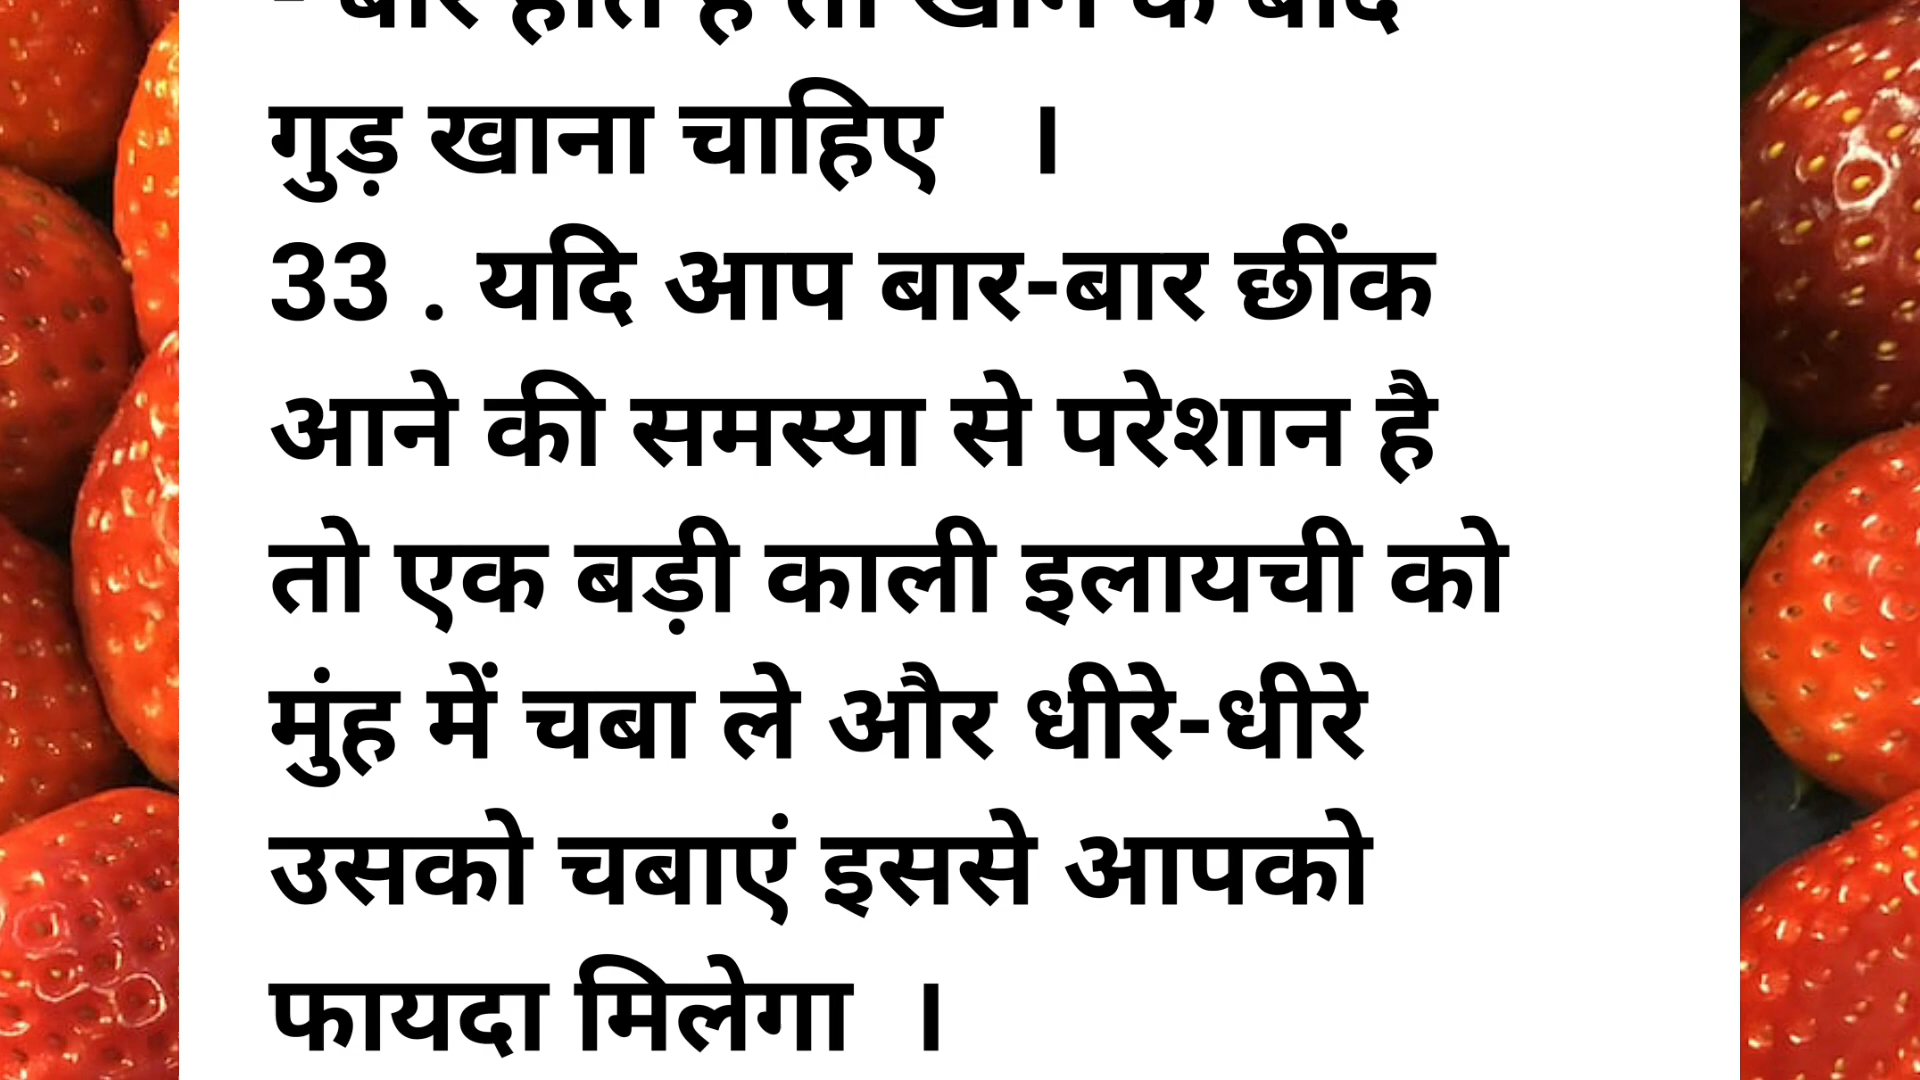 - बार होते है तो खाने के बाद
गुड़ खाना चाहिए ।
33 . यदि आप बार-बार छींक
आने की समस्या से परेशान है
तो एक बड़ी काली इलायची को
मुंह में चबा ले और धीरे-धीरे
उसको चबाएं इससे आपको
फायदा मिलेगा ।